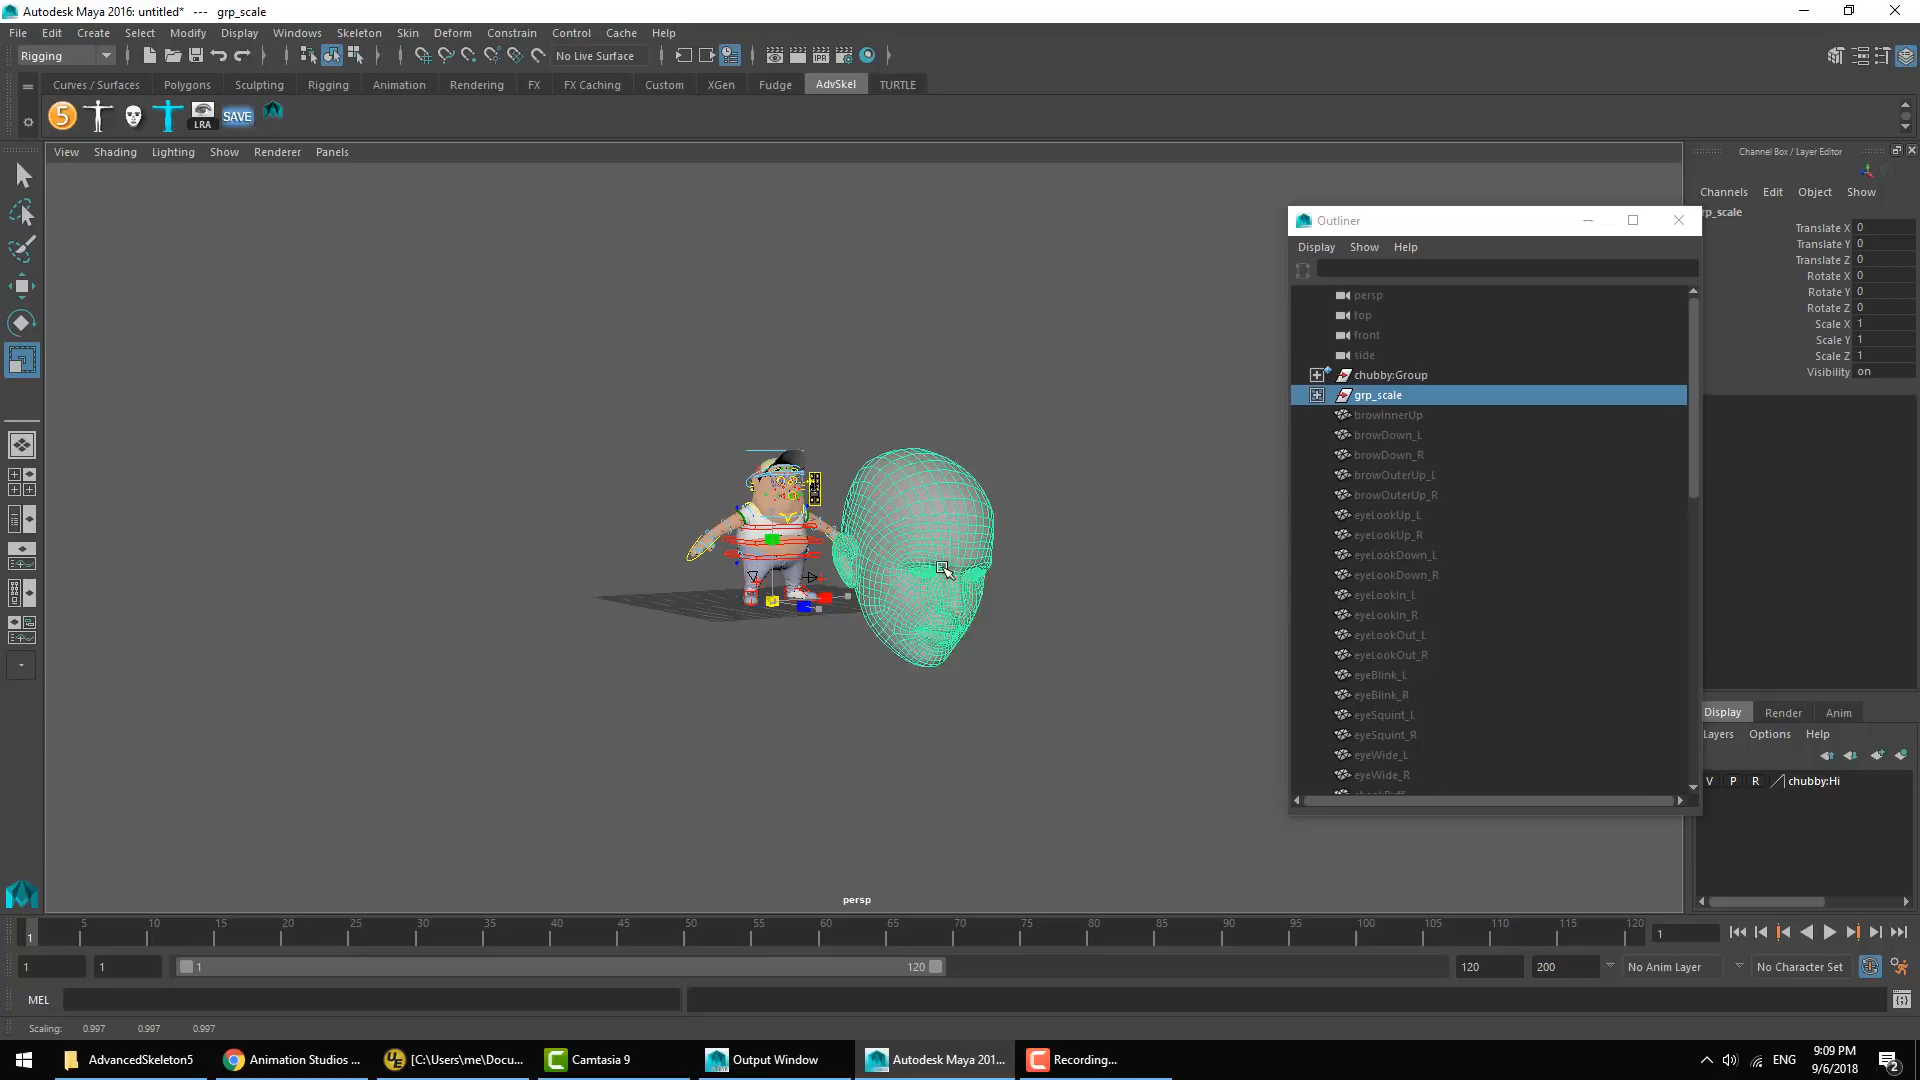 Autodesk Maya 2016: untitled*   ---   grp_scale
File Edit Create Select Modify Display Windows Skeleton Skin Deform Constrain Control Cache Help
Rigging
No Live Surface
IPR
Curves / Surfaces Polygons Sculpting Rigging Animation Rendering FX FX Caching Custom XGen Fudge AdvSkel TURTLE
5
LRA
SAVE
View Shading Lighting Show Renderer Panels
Channel Box / Layer Editor
Channels Edit Object Show
rp_scale
Translate X 0
Translate Y 0
Translate Z 0
Rotate X 0
Rotate Y 0
Rotate Z 0
Scale X 1
Scale Y 1
Scale Z 1
Visibility on
Outliner
Display Show Help
persp
top
front
side
chubby:Group
grp_scale
browInnerUp
browDown_L
browDown_R
browOuterUp_L
browOuterUp_R
eyeLookUp_L
eyeLookUp_R
eyeLookDown_L
eyeLookDown_R
eyeLookIn_L
eyeLookIn_R
eyeLookOut_L
eyeLookOut_R
eyeBlink_L
eyeBlink_R
eyeSquint_L
eyeSquint_R
eyeWide_L
eyeWide_R
Display Render Anim
ayers Options Help
V P R chubby:Hi
persp
5 10 15 20 25 30 35 40 45 50 55 60 65 70 75 80 85 90 95 100 105 110 115 120
1
1
1 1 1 120 120 200 No Anim Layer No Character Set
MEL
Scaling: 0.997 0.997 0.997
AdvancedSkeleton5 Animation Studios ... [C:\Users\me\Docu... Camtasia 9 Output Window Autodesk Maya 201... Recording...
ENG
9:09 PM
9/6/2018
2